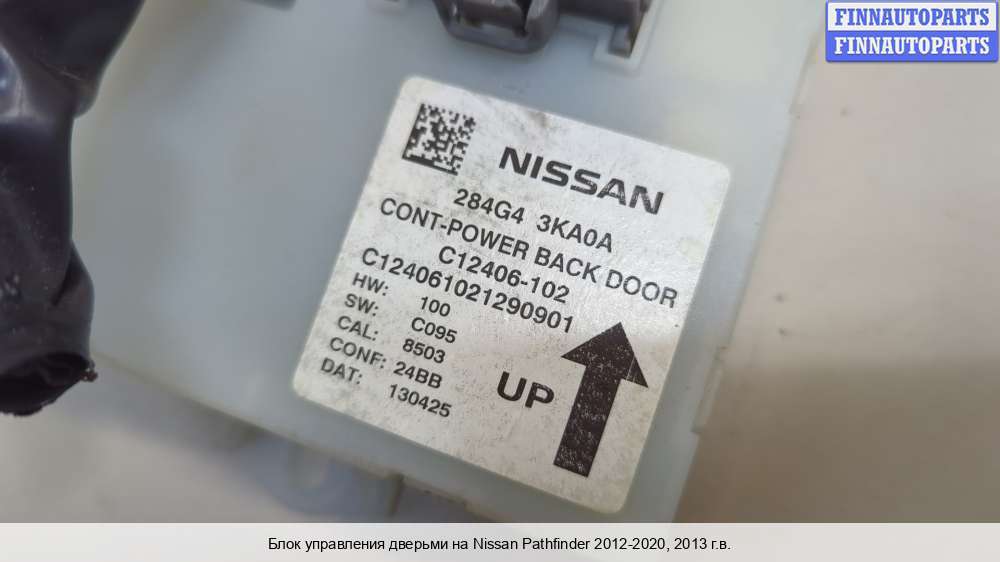 FINNAUTOPARTS
FINNAUTOPARTS
NISSAN
284G4 3KA0A
CONT-POWER BACK DOOR
C12406-102
C124061021290901
HW: 100
SW: C095
CAL: 8503
CONF: 24BB
DAT: 130425
UP
Блок управления дверьми на Nissan Pathfinder 2012-2020, 2013 г.в.